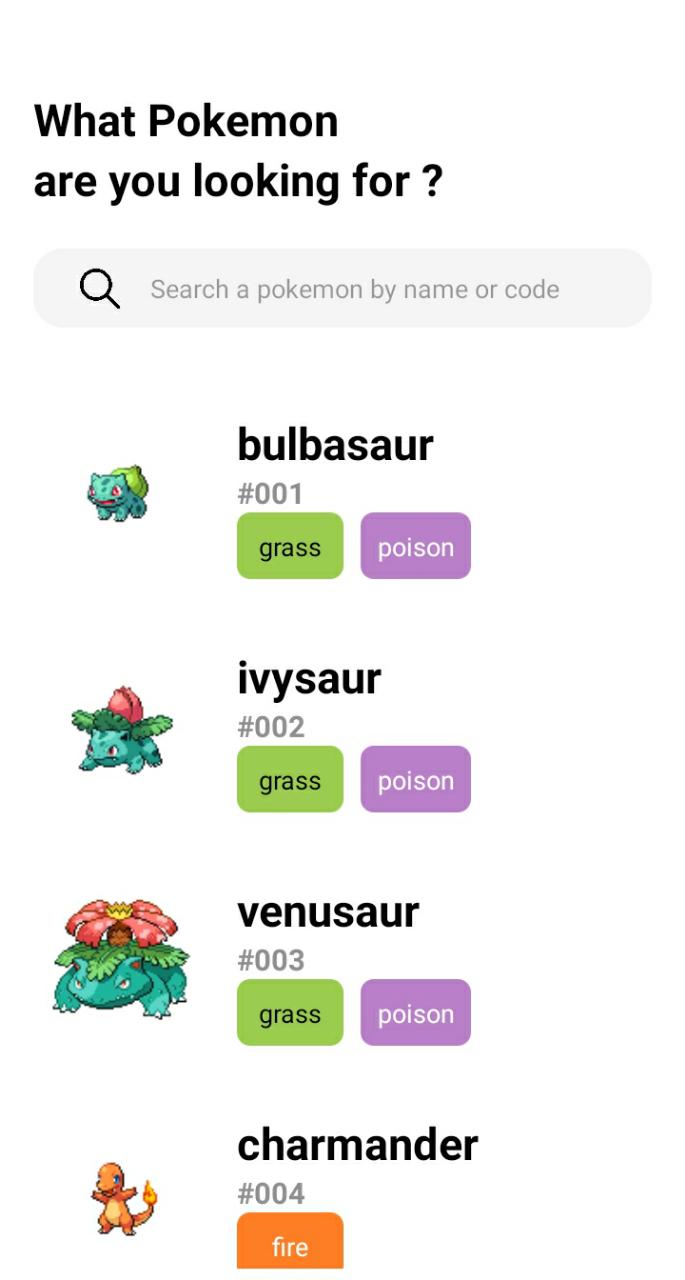 What Pokemon
are you looking for ?
Search a pokemon by name or code
bulbasaur
#001
grass poison
ivysaur
#002
grass poison
venusaur
#003
grass poison
charmander
#004
fire